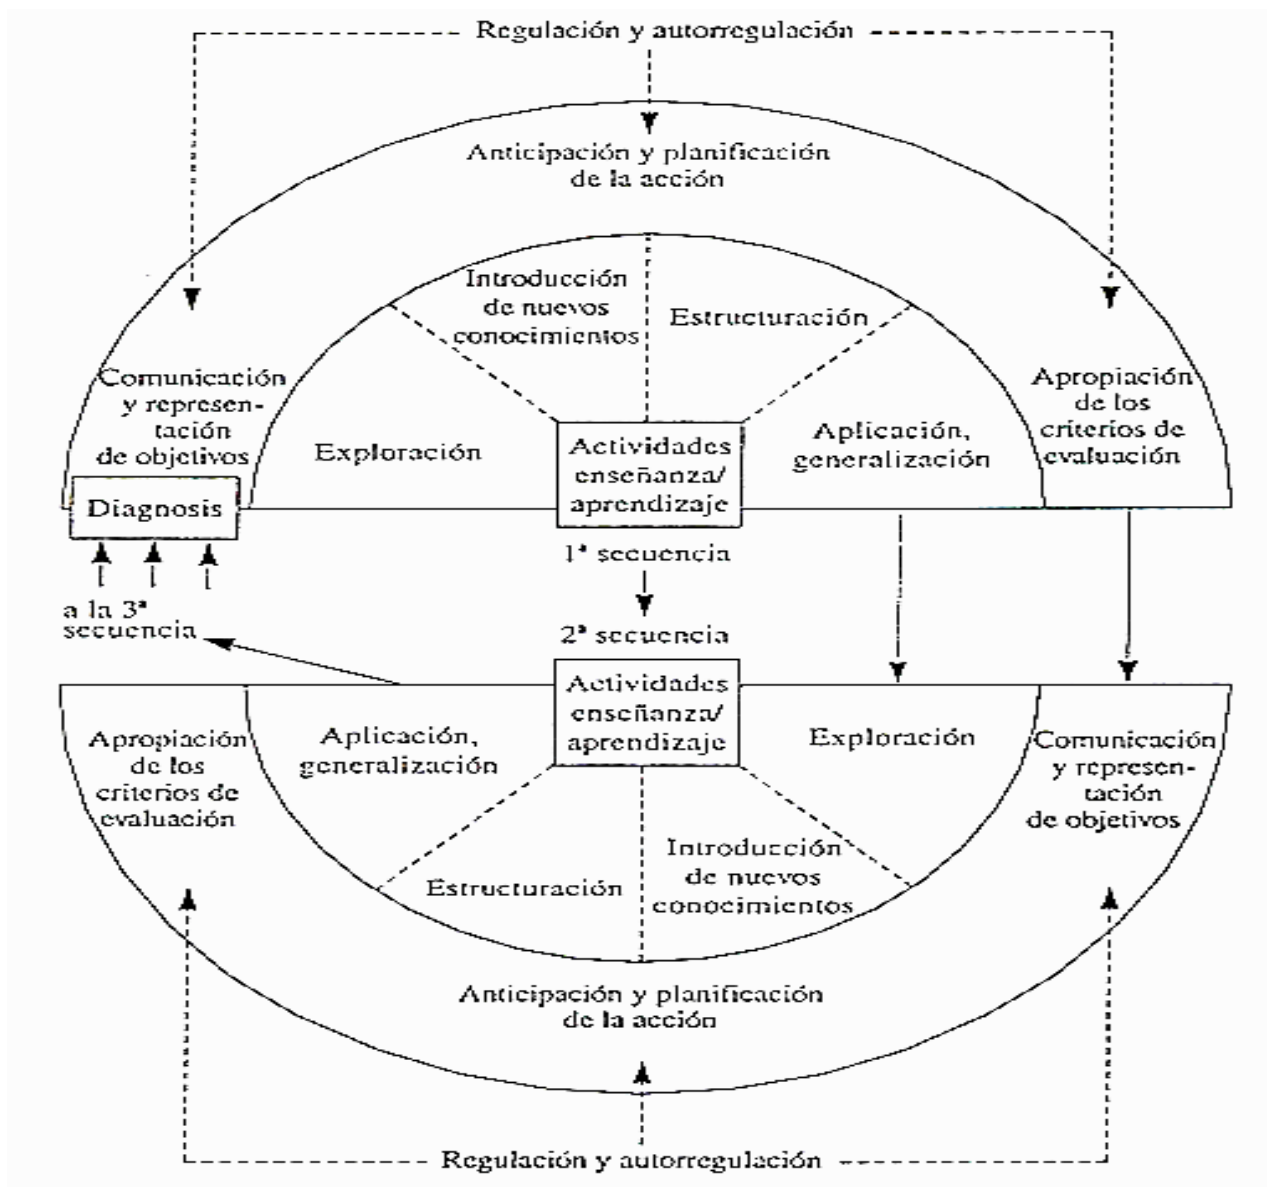 Regulación y autorregulación
Anticipación y planificación
de la acción
Introducción
de nuevos
conocimientos
Estructuración
Comunicación
y represen-
tación
de objetivos
Exploración
Actividades
enseñanza/
aprendizaje
Aplicación,
generalización
Apropiación
de los
criterios de
evaluación
Diagnosis
1ª secuencia
a la 3ª
secuencia
2ª secuencia
Actividades
enseñanza/
aprendizaje
Apropiación
de los
criterios de
evaluación
Aplicación,
generalización
Exploración
Comunicación
y represen-
tación
de objetivos
Estructuración
Introducción
de nuevos
conocimientos
Anticipación y planificación
de la acción
Regulación y autorregulación